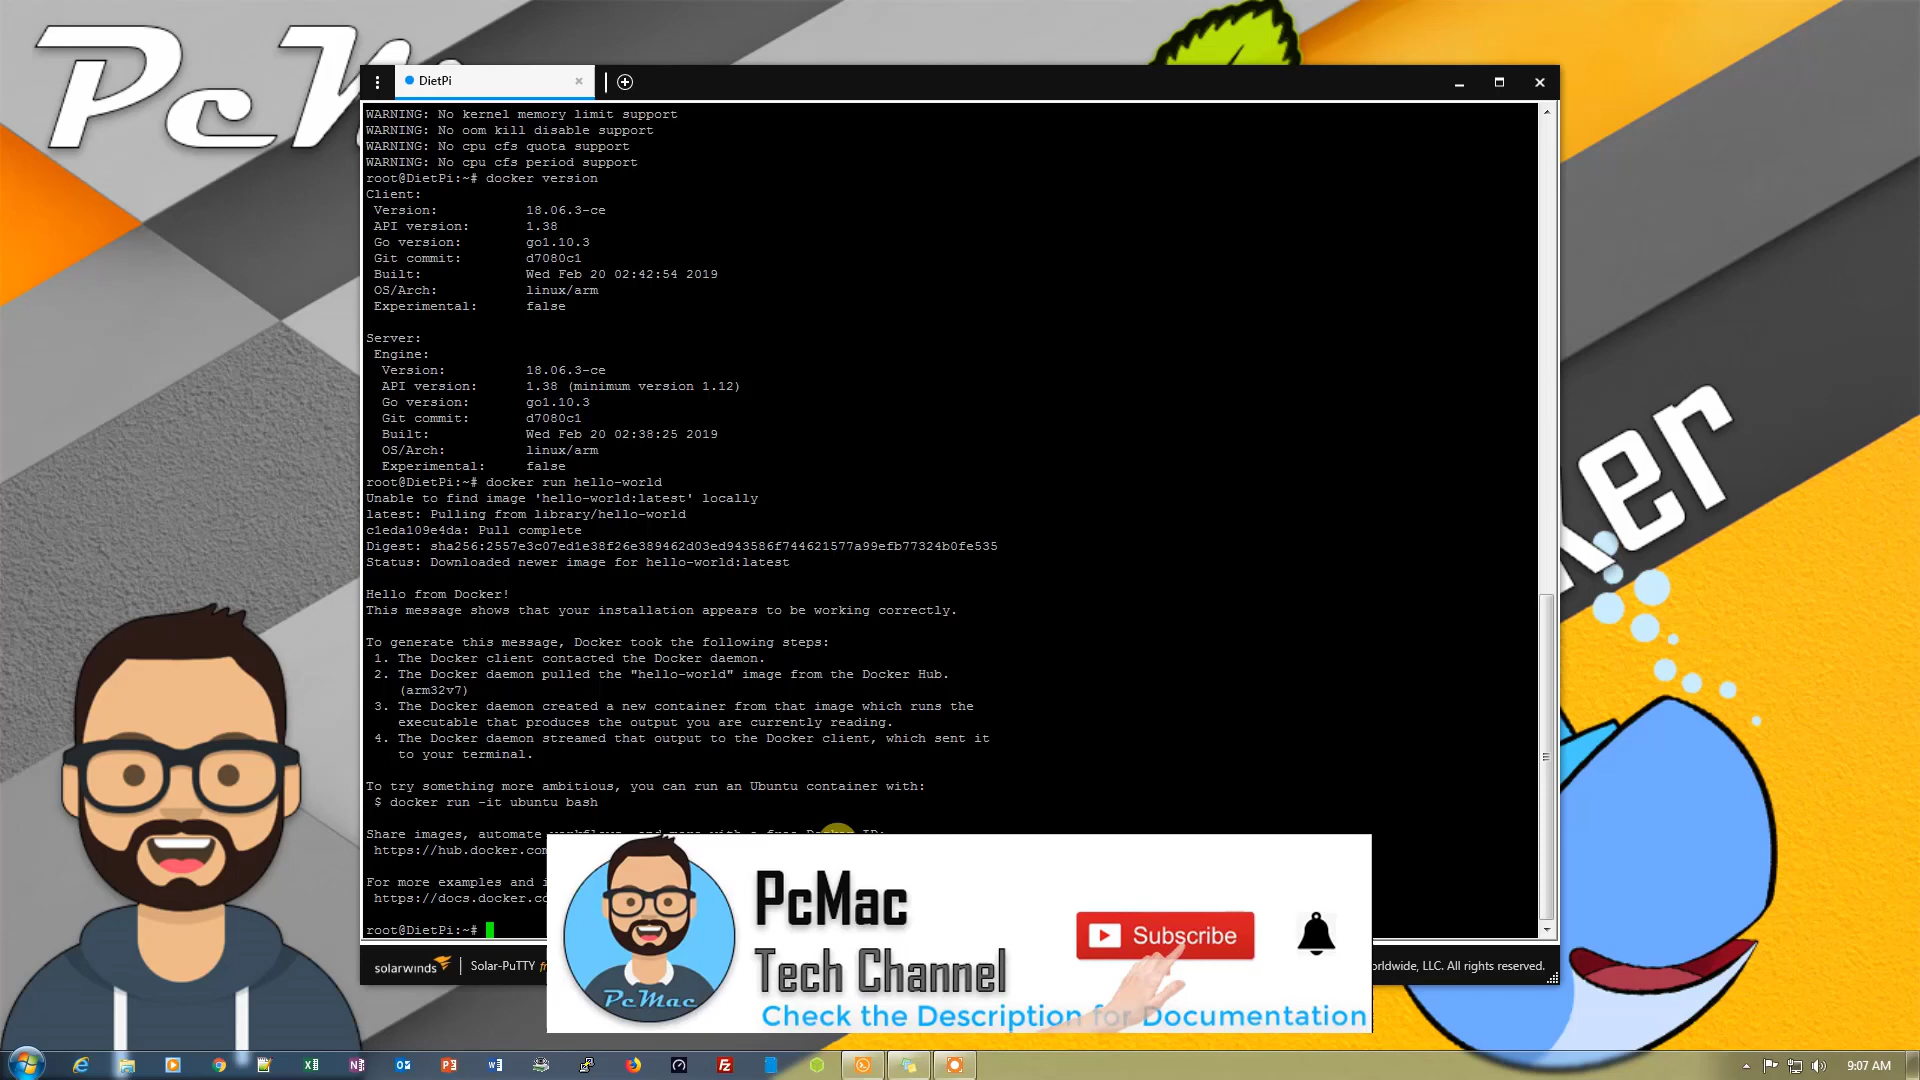 PcM
DietPi
WARNING: No kernel memory limit support
WARNING: No oom kill disable support
WARNING: No cpu cfs quota support
WARNING: No cpu cfs period support
root@DietPi:~# docker version
Client:
Version: 18.06.3-ce
API version: 1.38
Go version: go1.10.3
Git commit: d7080c1
Built: Wed Feb 20 02:42:54 2019
OS/Arch: linux/arm
Experimental: false
Server:
Engine:
Version: 18.06.3-ce
API version: 1.38 (minimum version 1.12)
Go version: go1.10.3
Git commit: d7080c1
Built: Wed Feb 20 02:38:25 2019
OS/Arch: linux/arm
Experimental: false
root@DietPi:~# docker run hello-world
Unable to find image 'hello-world:latest' locally
latest: Pulling from library/hello-world
c1eda109e4da: Pull complete
Digest: sha256:2557e3c07ed1e38f26e389462d03ed943586f744621577a99efb77324b0fe535
Status: Downloaded newer image for hello-world:latest
Hello from Docker!
This message shows that your installation appears to be working correctly.
To generate this message, Docker took the following steps:
1. The Docker client contacted the Docker daemon.
2. The Docker daemon pulled the "hello-world" image from the Docker Hub.
(arm32v7)
3. The Docker daemon created a new container from that image which runs the
executable that produces the output you are currently reading.
4. The Docker daemon streamed that output to the Docker client, which sent it
to your terminal.
To try something more ambitious, you can run an Ubuntu container with:
$ docker run -it ubuntu bash
Share images, automate
https://hub.docker.com
For more examples and i
https://docs.docker.co
root@DietPi:~#
ker
solarwinds
Solar-PuTTY
orldwide, LLC. All rights reserved.
PcMac
PcMac
Tech Channel
Subscribe
Check the Description for Documentation
9:07 AM